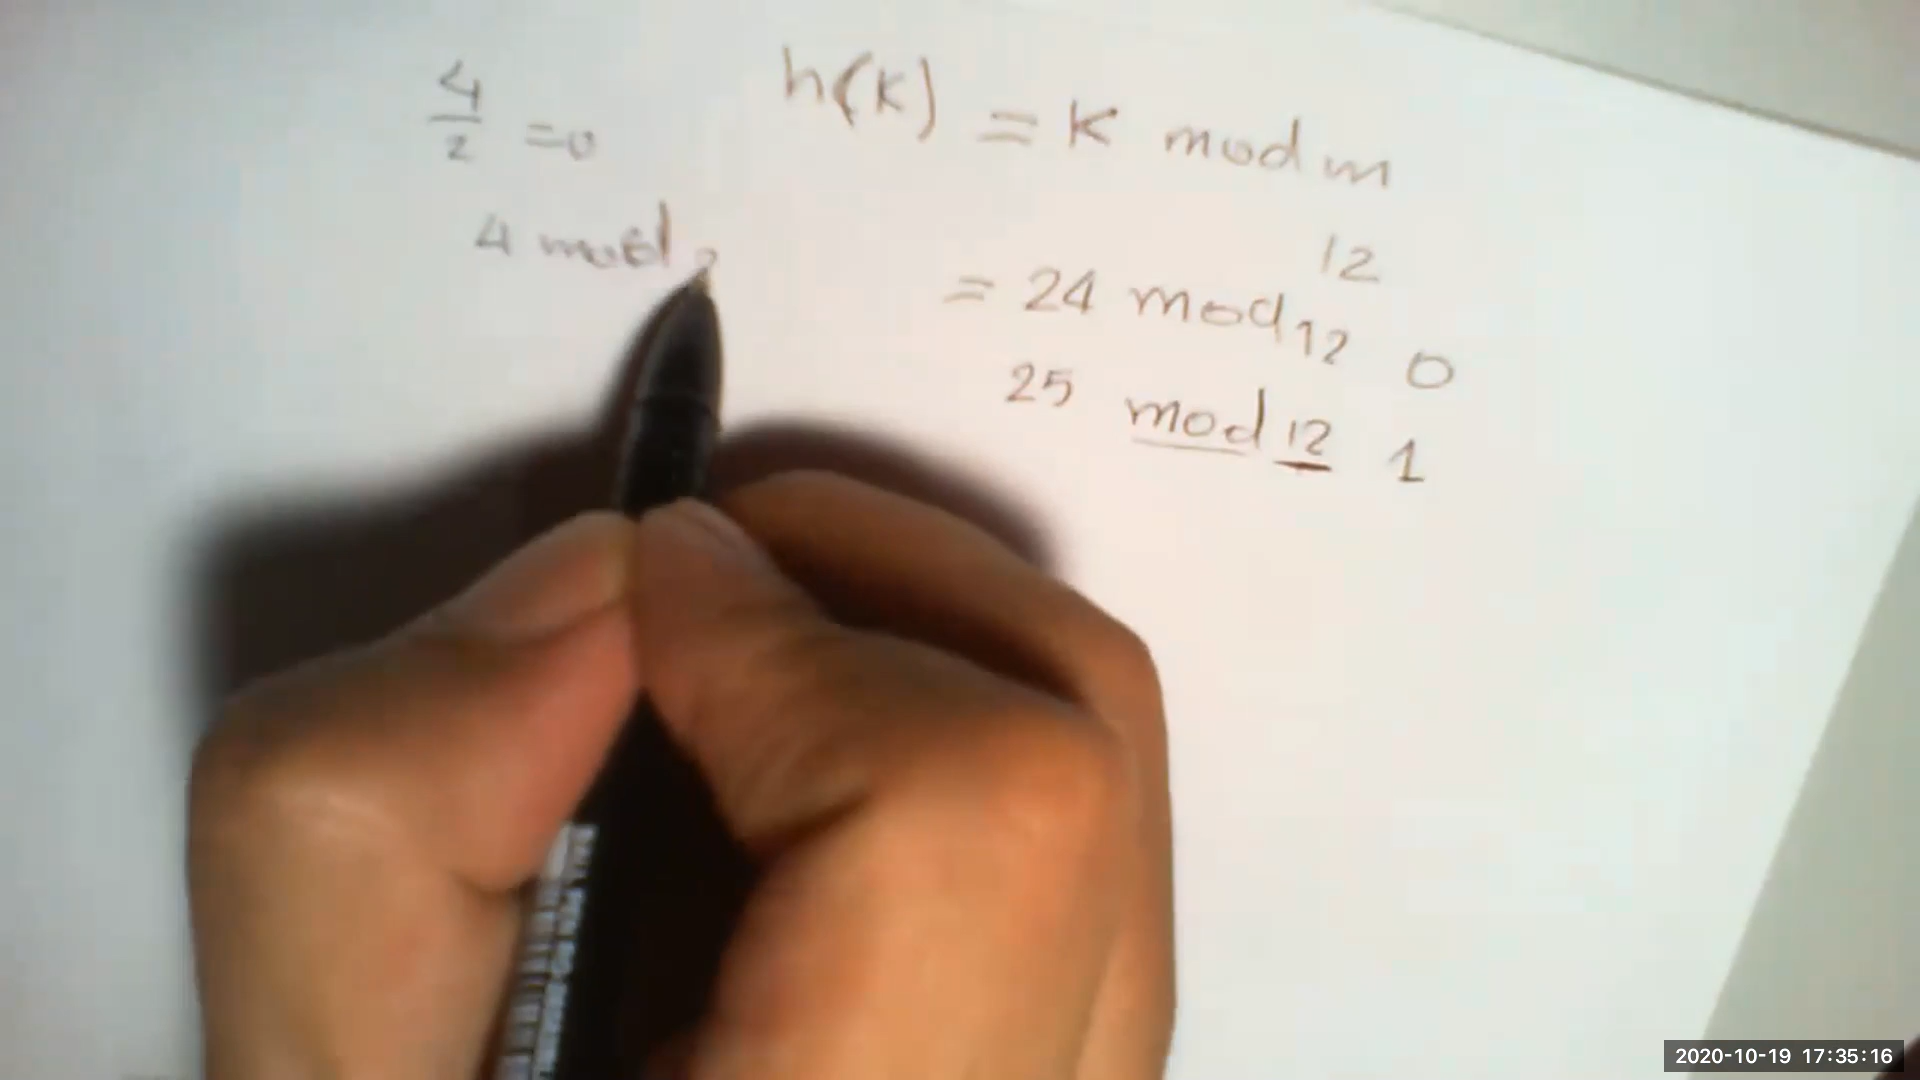 4/2 =0
h(K) = K mod m
4 mod 2
12
= 24 mod 12 0
25 mod 12 1
2020-10-19 17:35:16